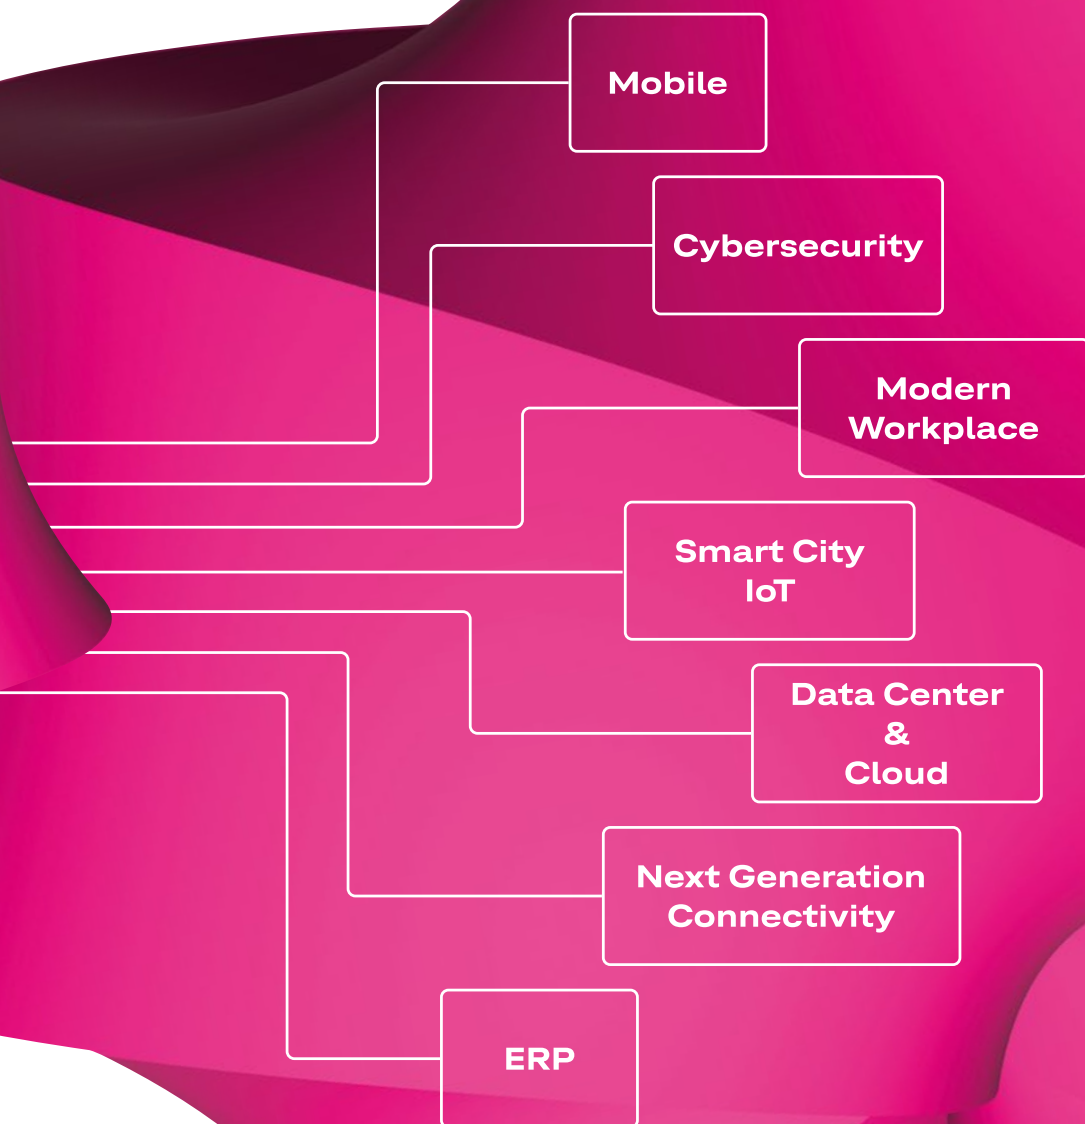 Mobile
Cybersecurity
Modern
Workplace
Smart City
IoT
Data Center
&
Cloud
Next Generation
Connectivity
ERP